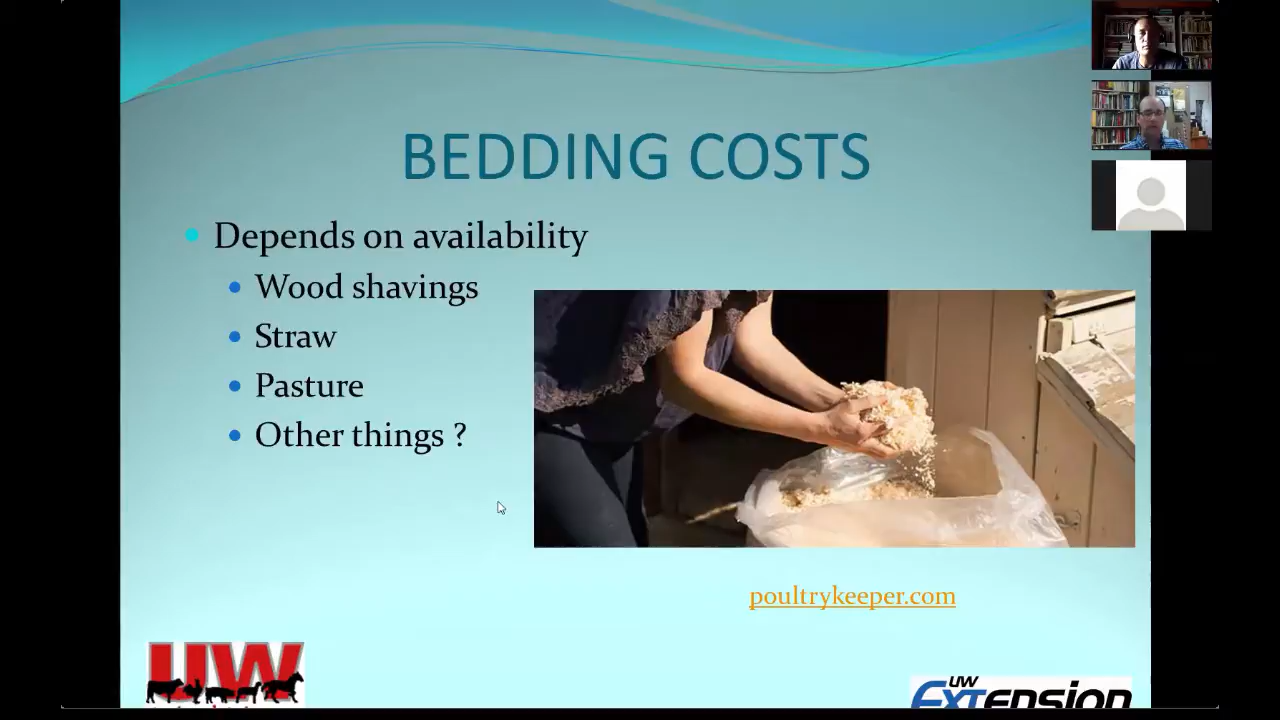 BEDDING COSTS
Depends on availability
Wood shavings
Straw
Pasture
Other things ?
poultrykeeper.com
UW
UW
Extension